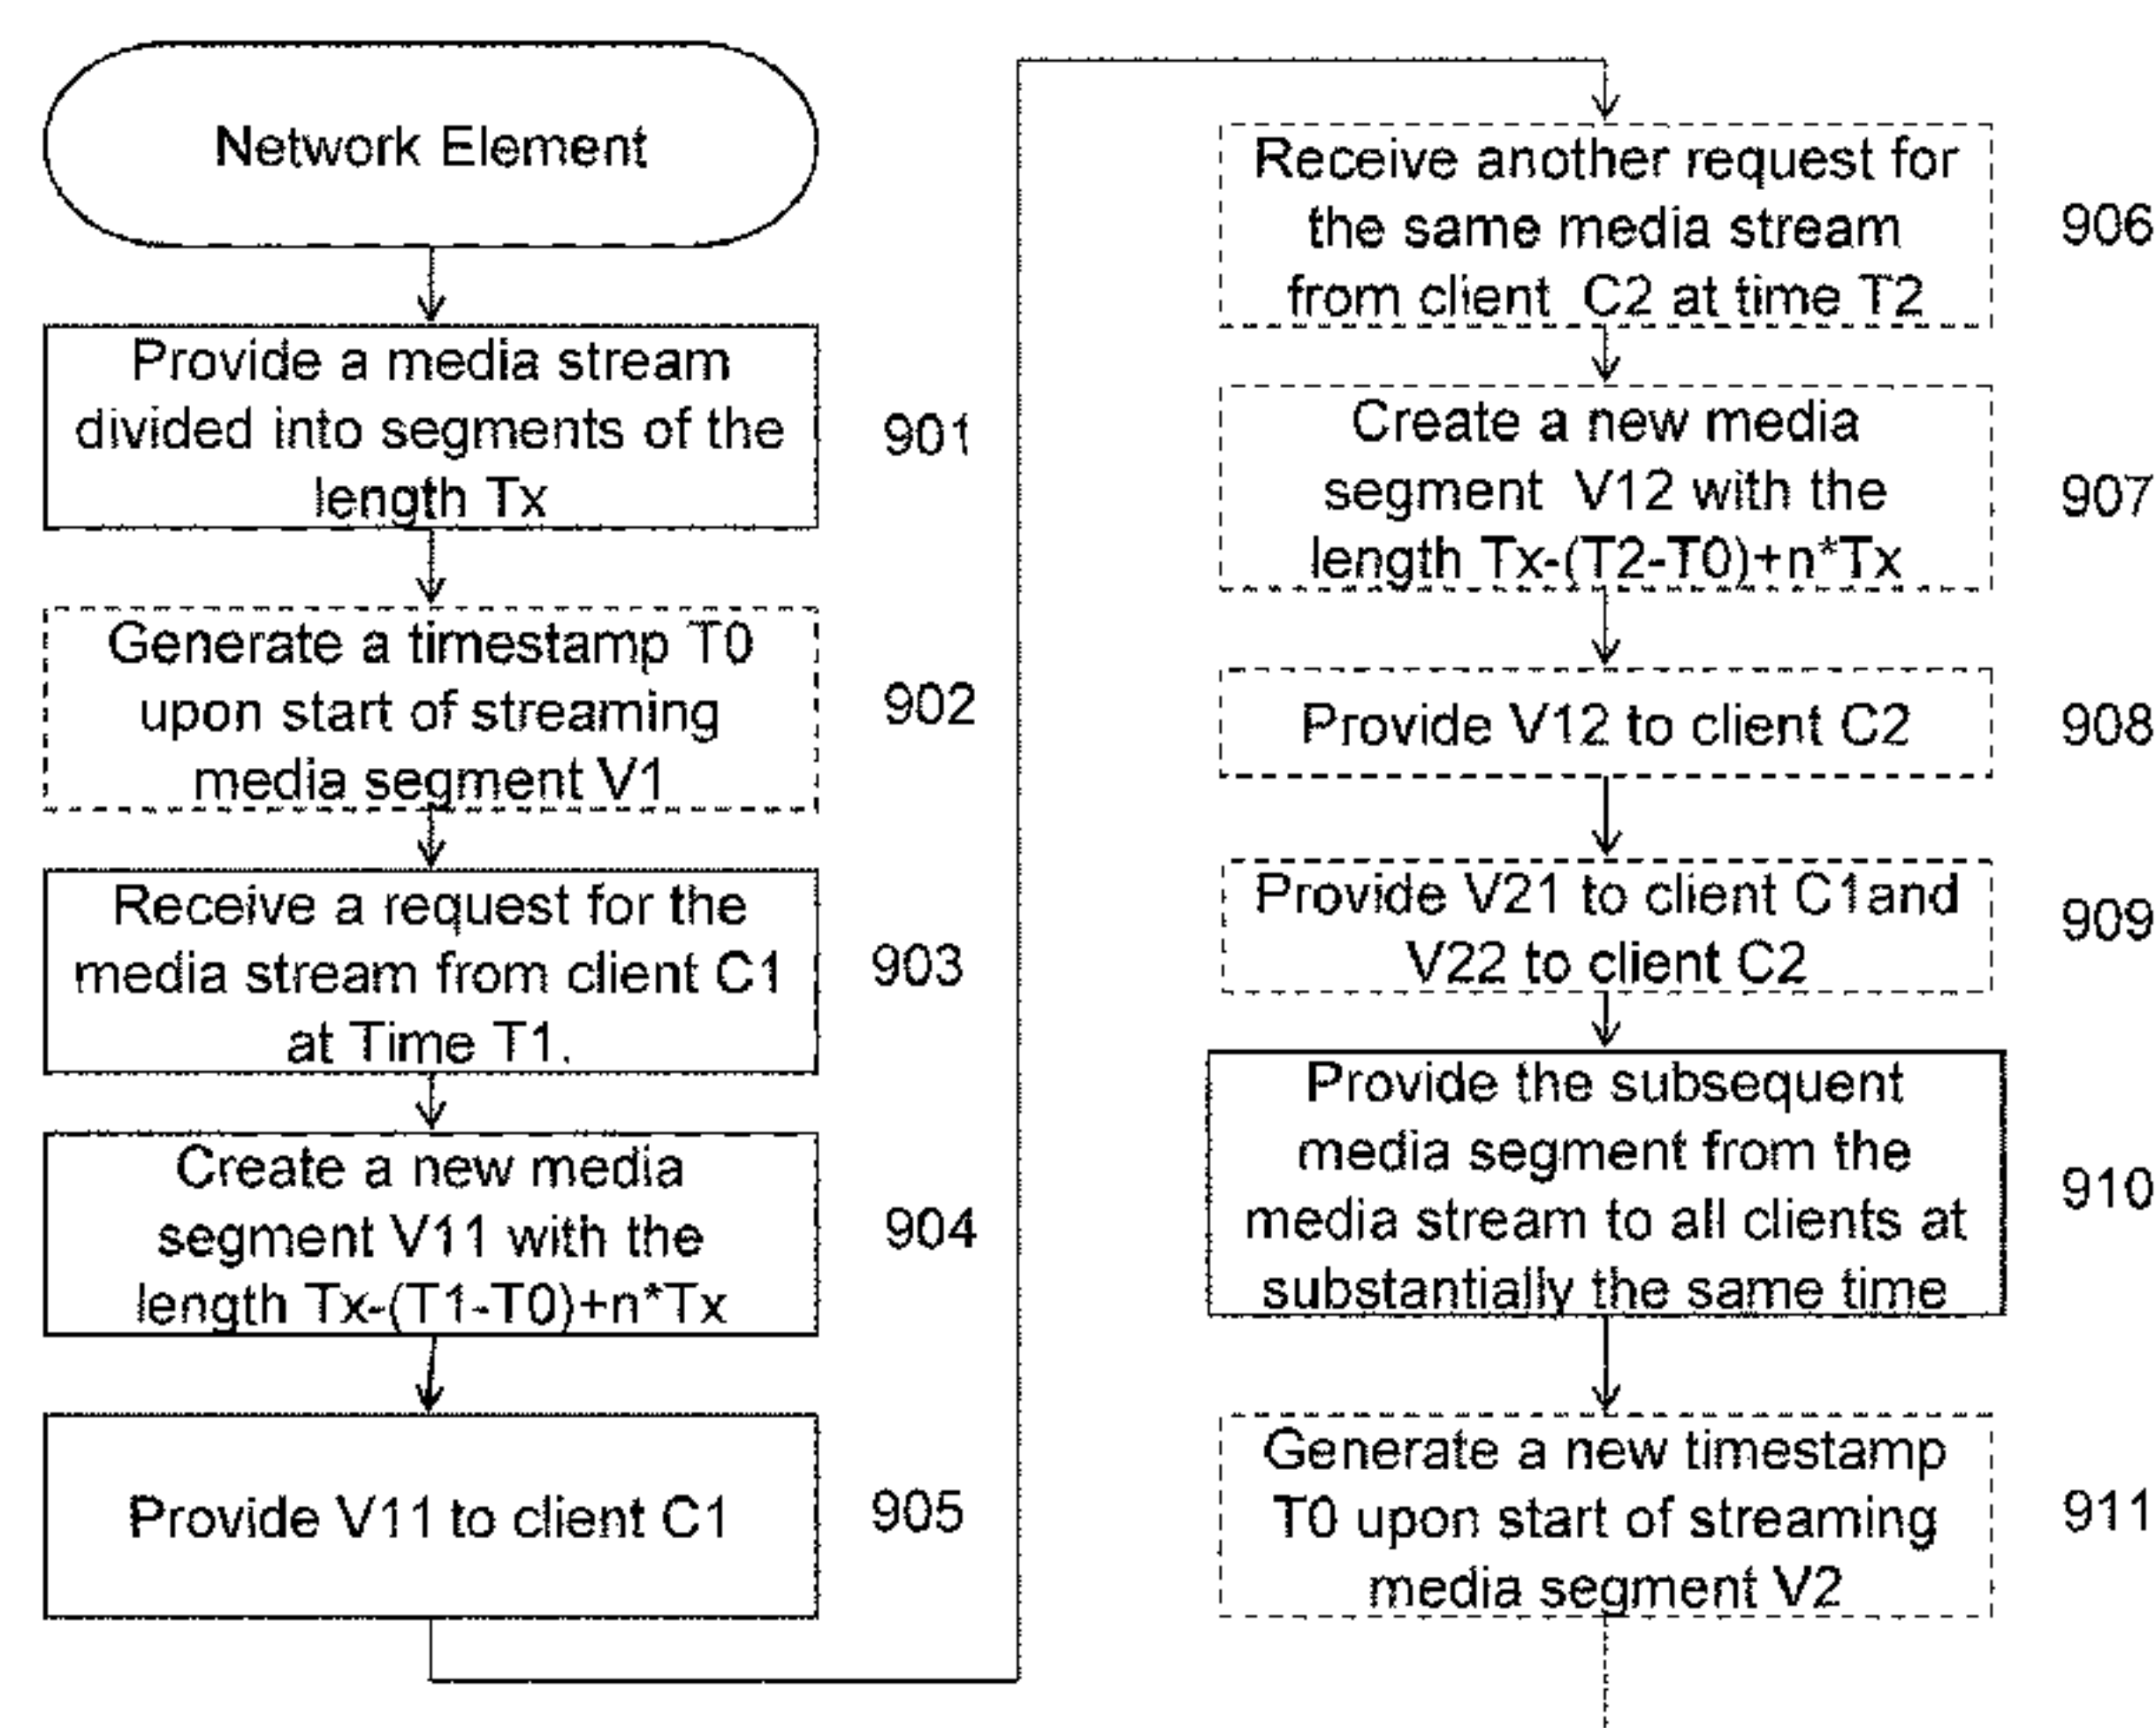 Network Element
Provide a media stream
divided into segments of the
length Tx
901
Generate a timestamp T0
upon start of streaming
media segment V1
902
Receive a request for the
media stream from client C1
at Time T1.
903
Create a new media
segment V11 with the
length Tx-(T1-T0)+n*Tx
904
Provide V11 to client C1
905
Receive another request for
the same media stream
from client C2 at time T2
906
Create a new media
segment V12 with the
length Tx-(T2-T0)+n*Tx
907
Provide V12 to client C2
908
Provide V21 to client C1and
V22 to client C2
909
Provide the subsequent
media segment from the
media stream to all clients at
substantially the same time
910
Generate a new timestamp
T0 upon start of streaming
media segment V2
911